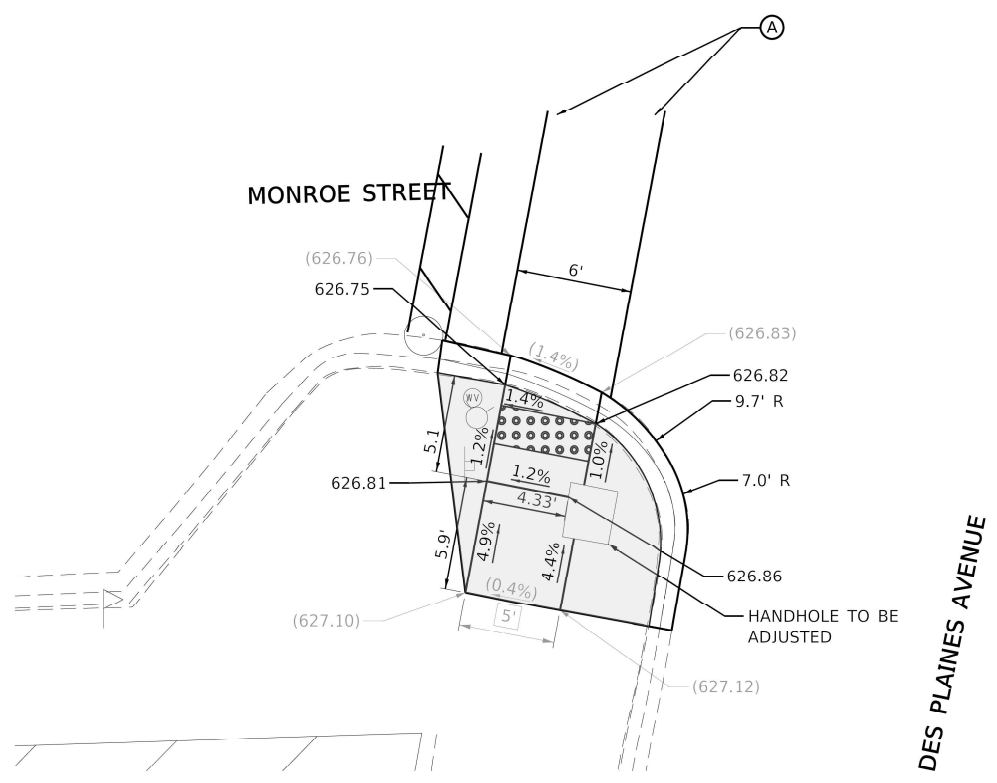 A
MONROE STREET
(626.76)
6'
626.75
(626.83)
(1.4%)
626.82
1.4%
WV
9.7' R
5.1
1.2%
1.0%
1.2%
7.0' R
626.81
4.33'
5.9'
4.9%
4.4%
626.86
(0.4%)
(627.10)
5'
HANDHOLE TO BE
ADJUSTED
(627.12)
DES PLAINES AVENUE